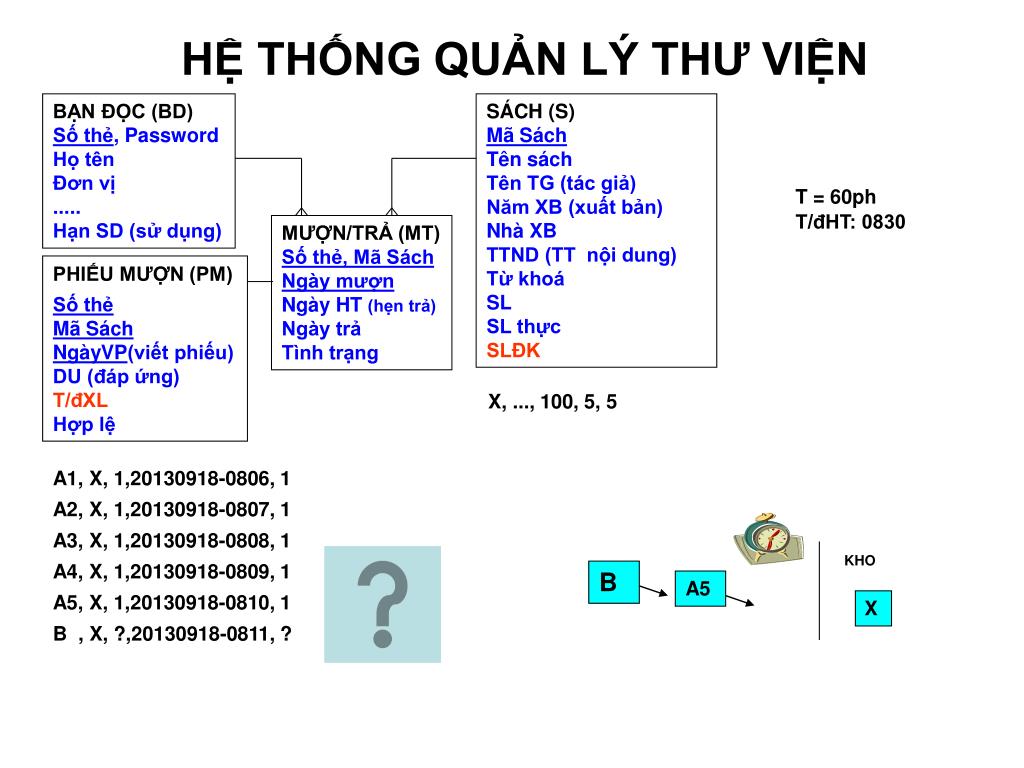 HỆ THỐNG QUẢN LÝ THƯ VIỆN
BẠN ĐỌC (BD)
Số thẻ, Password
Họ tên
Đơn vị
.....
Hạn SD (sử dụng)
PHIẾU MƯỢN (PM)
Số thẻ
Mã Sách
NgàyVP(viết phiếu)
DU (đáp ứng)
T/đXL
Hợp lệ
MƯỢN/TRẢ (MT)
Số thẻ, Mã Sách
Ngày mượn
Ngày HT (hẹn trả)
Ngày trả
Tình trạng
SÁCH (S)
Mã Sách
Tên sách
Tên TG (tác giả)
Năm XB (xuất bản)
Nhà XB
TTND (TT  nội dung)
Từ khoá
SL
SL thực
SLĐK
T = 60ph
T/đHT: 0830
X, ..., 100, 5, 5
A1, X, 1,20130918-0806, 1
A2, X, 1,20130918-0807, 1
A3, X, 1,20130918-0808, 1
A4, X, 1,20130918-0809, 1
A5, X, 1,20130918-0810, 1
B  , X, ?,20130918-0811, ?
?
B
A5
KHO
X